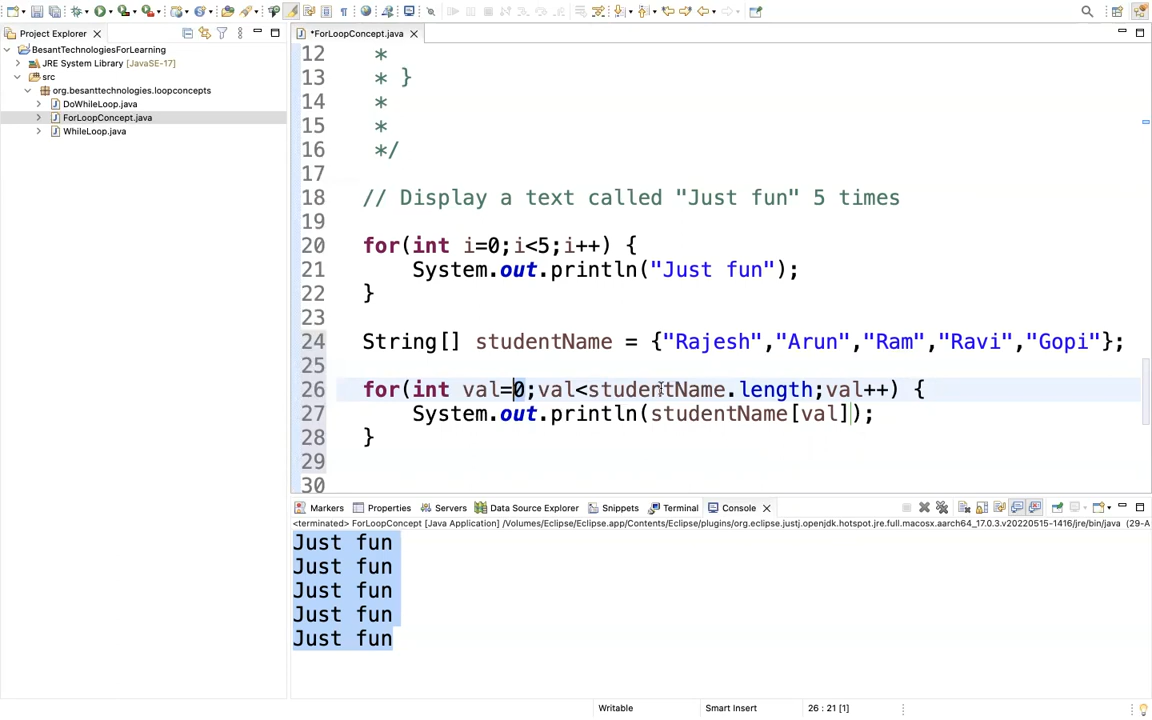 Project Explorer
*ForLoopConcept.java
BesantTechnologiesForLearning
JRE System Library [JavaSE-17]
src
org.besanttechnologies.loopconcepts
DoWhileLoop.java
ForLoopConcept.java
WhileLoop.java
12 *
13 * }
14 *
15 *
16 */
17
18 // Display a text called "Just fun" 5 times
19
20 for(int i=0;i<5;i++) {
21 System.out.println("Just fun");
22 }
23
24 String[] studentName = {"Rajesh","Arun","Ram","Ravi","Gopi"};
25
26 for(int val=0;val<studentName.length;val++) {
27 System.out.println(studentName[val]);
28 }
29
30
Markers Properties Servers Data Source Explorer Snippets Terminal Console
<terminated> ForLoopConcept [Java Application] /Volumes/Eclipse/Eclipse.app/Contents/Eclipse/plugins/org.eclipse.justj.openjdk.hotspot.jre.full.macosx.aarch64_17.0.3.v20220515-1416/jre/bin/java (29-A
Just fun
Just fun
Just fun
Just fun
Just fun
Writable Smart Insert 26 : 21 [1]